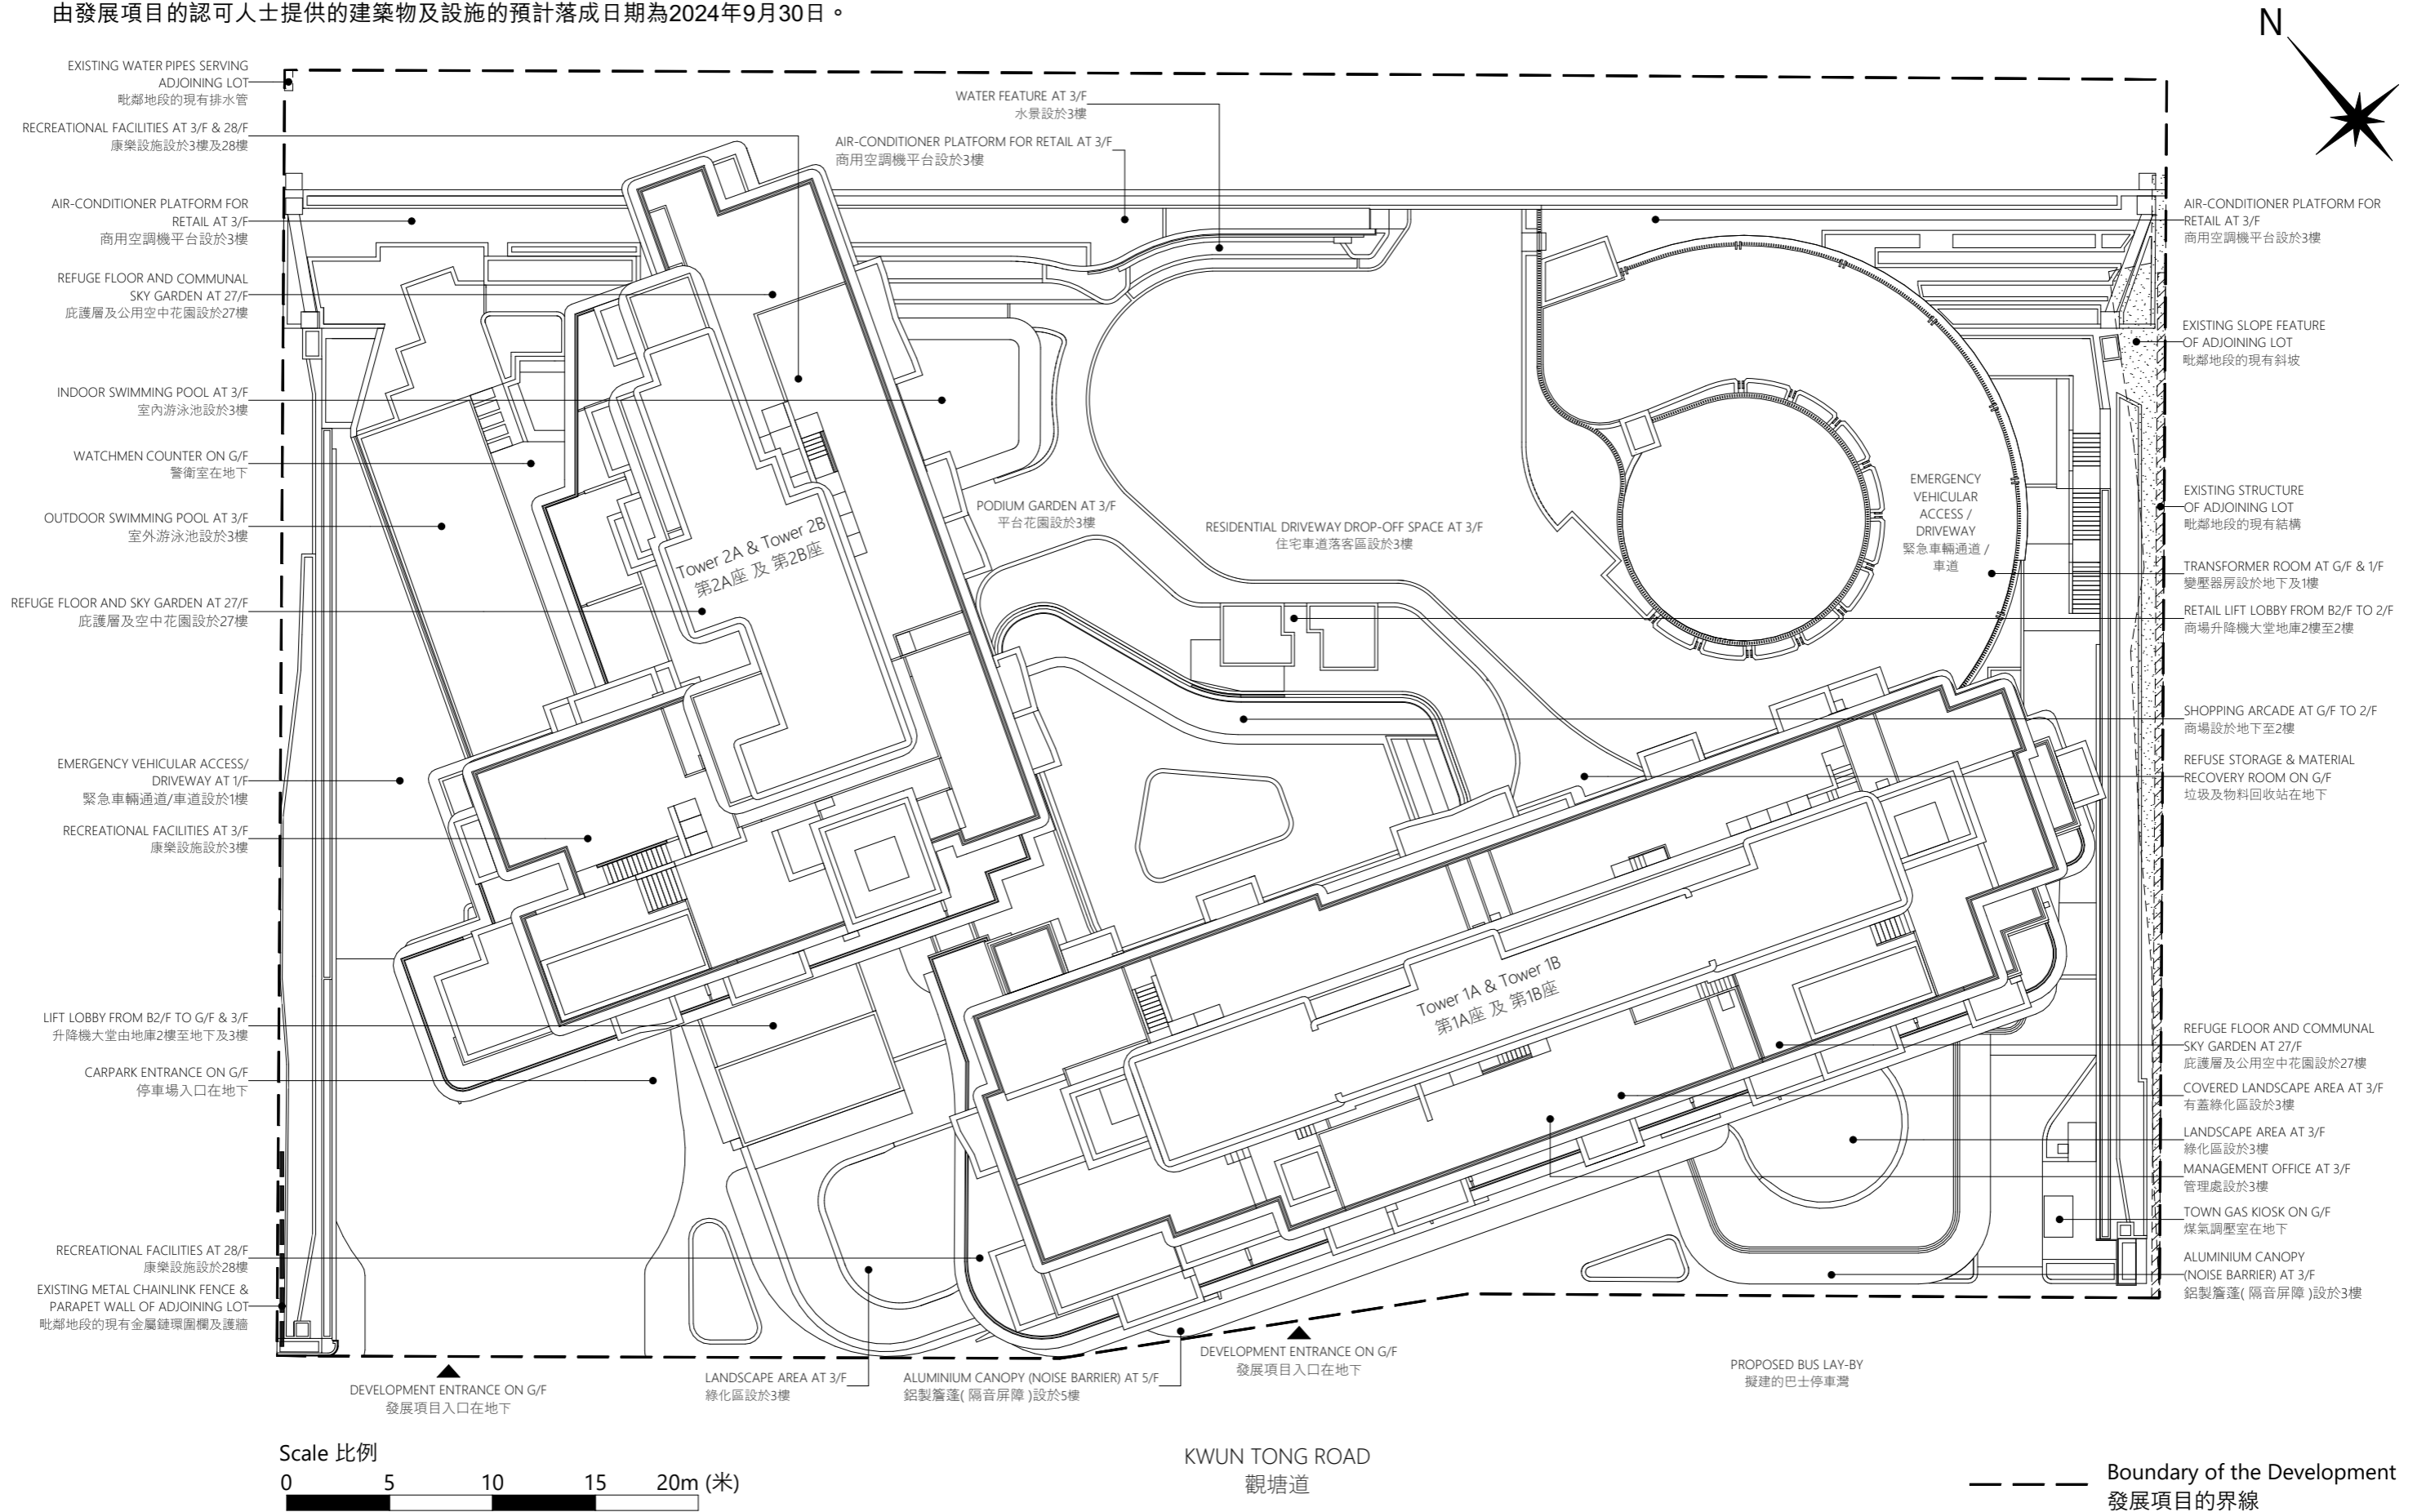 由發展項目的認可人士提供的建築物及設施的預計落成日期為2024年9月30日。
N
EXISTING WATER PIPES SERVING
ADJOINING LOT
毗鄰地段的現有排水管
RECREATIONAL FACILITIES AT 3/F & 28/F
康樂設施設於3樓及28樓
AIR-CONDITIONER PLATFORM FOR
RETAIL AT 3/F
商用空調機平台設於3樓
REFUGE FLOOR AND COMMUNAL
SKY GARDEN AT 27/F
庇護層及公用空中花園設於27樓
INDOOR SWIMMING POOL AT 3/F
室內游泳池設於3樓
WATCHMEN COUNTER ON G/F
警衛室在地下
OUTDOOR SWIMMING POOL AT 3/F
室外游泳池設於3樓
REFUGE FLOOR AND SKY GARDEN AT 27/F
庇護層及空中花園設於27樓
EMERGENCY VEHICULAR ACCESS/
DRIVEWAY AT 1/F
緊急車輛通道/車道設於1樓
RECREATIONAL FACILITIES AT 3/F
康樂設施設於3樓
LIFT LOBBY FROM B2/F TO G/F & 3/F
升降機大堂由地庫2樓至地下及3樓
CARPARK ENTRANCE ON G/F
停車場入口在地下
RECREATIONAL FACILITIES AT 28/F
康樂設施設於28樓
EXISTING METAL CHAINLINK FENCE &
PARAPET WALL OF ADJOINING LOT
毗鄰地段的現有金屬鏈環圍欄及護牆
WATER FEATURE AT 3/F
水景設於3樓
AIR-CONDITIONER PLATFORM FOR RETAIL AT 3/F
商用空調機平台設於3樓
PODIUM GARDEN AT 3/F
平台花園設於3樓
RESIDENTIAL DRIVEWAY DROP-OFF SPACE AT 3/F
住宅車道落客區設於3樓
EMERGENCY
VEHICULAR
ACCESS /
DRIVEWAY
緊急車輛通道 /
車道
Tower 2A & Tower 2B
第2A座 及 第2B座
Tower 1A & Tower 1B
第1A座 及 第1B座
AIR-CONDITIONER PLATFORM FOR
RETAIL AT 3/F
商用空調機平台設於3樓
EXISTING SLOPE FEATURE
OF ADJOINING LOT
毗鄰地段的現有斜坡
EXISTING STRUCTURE
OF ADJOINING LOT
毗鄰地段的現有結構
TRANSFORMER ROOM AT G/F & 1/F
變壓器房設於地下及1樓
RETAIL LIFT LOBBY FROM B2/F TO 2/F
商場升降機大堂地庫2樓至2樓
SHOPPING ARCADE AT G/F TO 2/F
商場設於地下至2樓
REFUSE STORAGE & MATERIAL
RECOVERY ROOM ON G/F
垃圾及物料回收站在地下
REFUGE FLOOR AND COMMUNAL
SKY GARDEN AT 27/F
庇護層及公用空中花園設於27樓
COVERED LANDSCAPE AREA AT 3/F
有蓋綠化區設於3樓
LANDSCAPE AREA AT 3/F
綠化區設於3樓
MANAGEMENT OFFICE AT 3/F
管理處設於3樓
TOWN GAS KIOSK ON G/F
煤氣調壓室在地下
ALUMINIUM CANOPY
(NOISE BARRIER) AT 3/F
鋁製簷篷( 隔音屏障 )設於3樓
DEVELOPMENT ENTRANCE ON G/F
發展項目入口在地下
LANDSCAPE AREA AT 3/F
綠化區設於3樓
ALUMINIUM CANOPY (NOISE BARRIER) AT 5/F
鋁製簷篷( 隔音屏障 )設於5樓
DEVELOPMENT ENTRANCE ON G/F
發展項目入口在地下
PROPOSED BUS LAY-BY
擬建的巴士停車灣
Scale 比例
0 5 10 15 20m (米)
KWUN TONG ROAD
觀塘道
Boundary of the Development
發展項目的界線